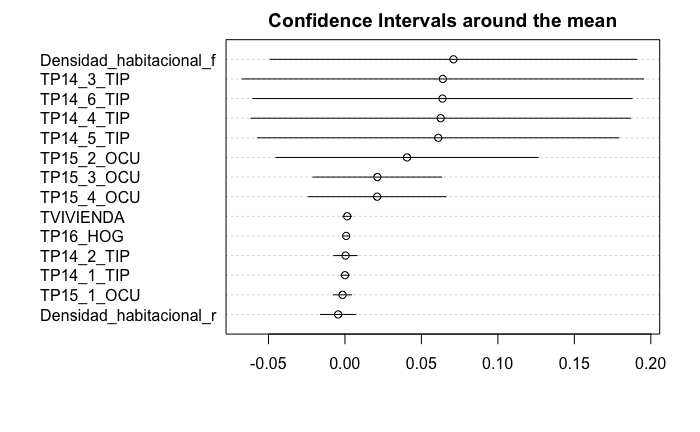 Confidence Intervals around the mean
Densidad_habitacional_f
TP14_3_TIP
TP14_6_TIP
TP14_4_TIP
TP14_5_TIP
TP15_2_OCU
TP15_3_OCU
TP15_4_OCU
TVIVIENDA
TP16_HOG
TP14_2_TIP
TP14_1_TIP
TP15_1_OCU
Densidad_habitacional_r
-0.05 0.00 0.05 0.10 0.15 0.20